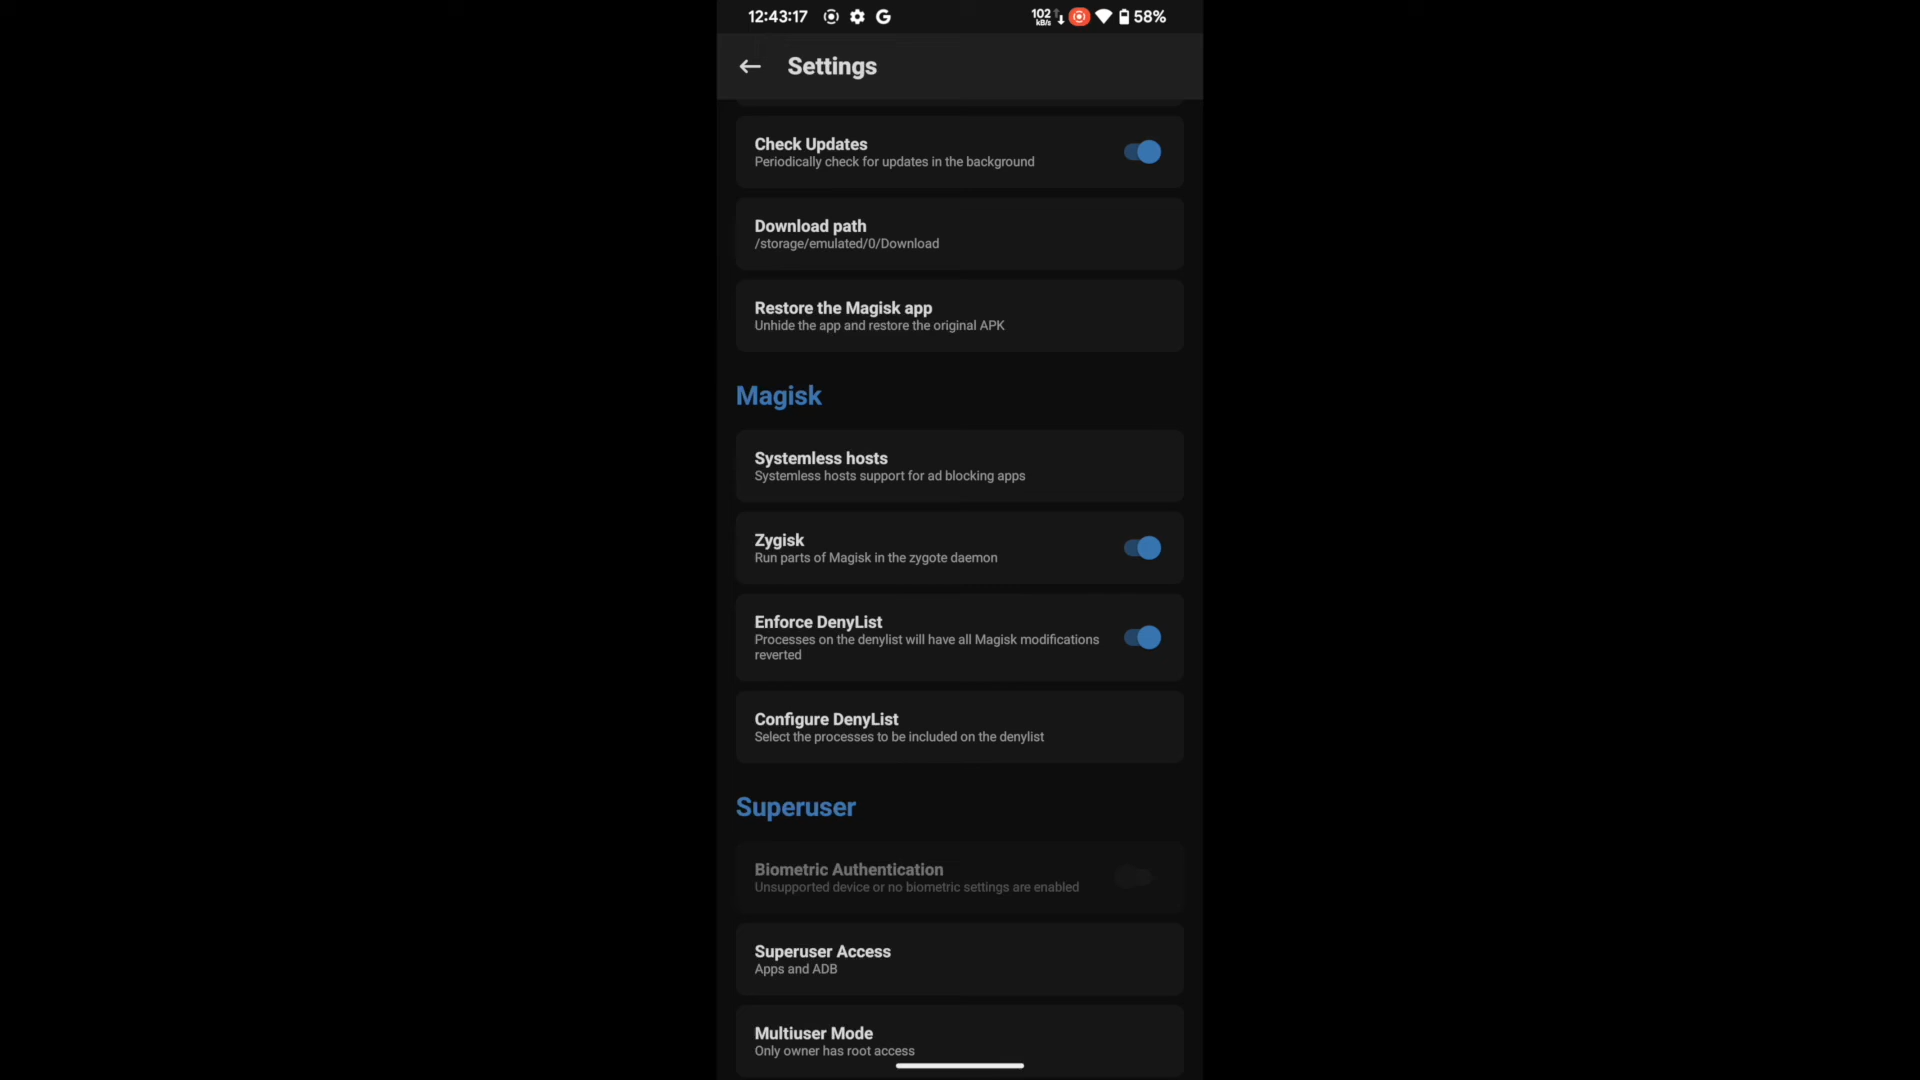 12:43:17
102 kB/s
58%
Settings
Check Updates
Periodically check for updates in the background
Download path
/storage/emulated/0/Download
Restore the Magisk app
Unhide the app and restore the original APK
Magisk
Systemless hosts
Systemless hosts support for ad blocking apps
Zygisk
Run parts of Magisk in the zygote daemon
Enforce DenyList
Processes on the denylist will have all Magisk modifications
reverted
Configure DenyList
Select the processes to be included on the denylist
Superuser
Biometric Authentication
Unsupported device or no biometric settings are enabled
Superuser Access
Apps and ADB
Multiuser Mode
Only owner has root access